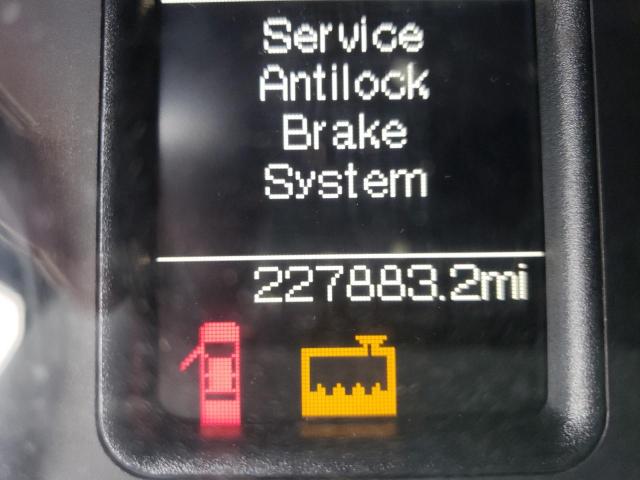 Service
Antilock
Brake
System
227883.2mi